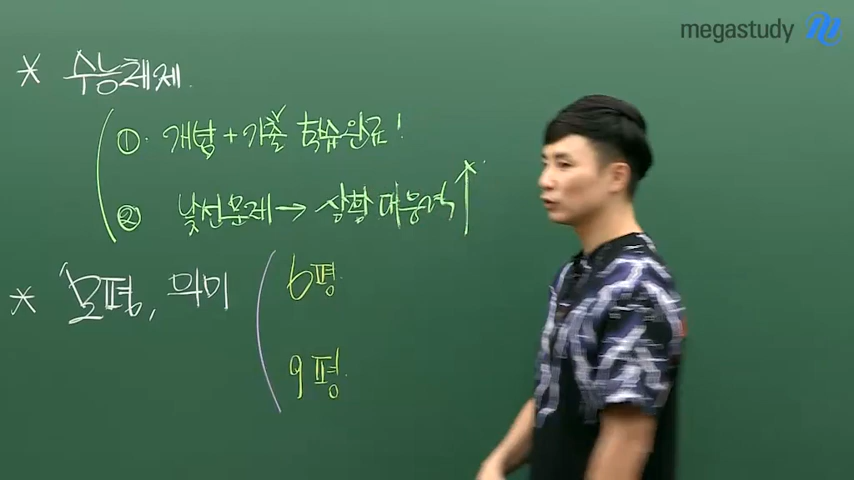 megastudy
* 수능체제.
①. 개념 + 기출 학습완료!
② 낯선문제 → 상황 대응력 ↑
* 모평, 의미
6평
9평